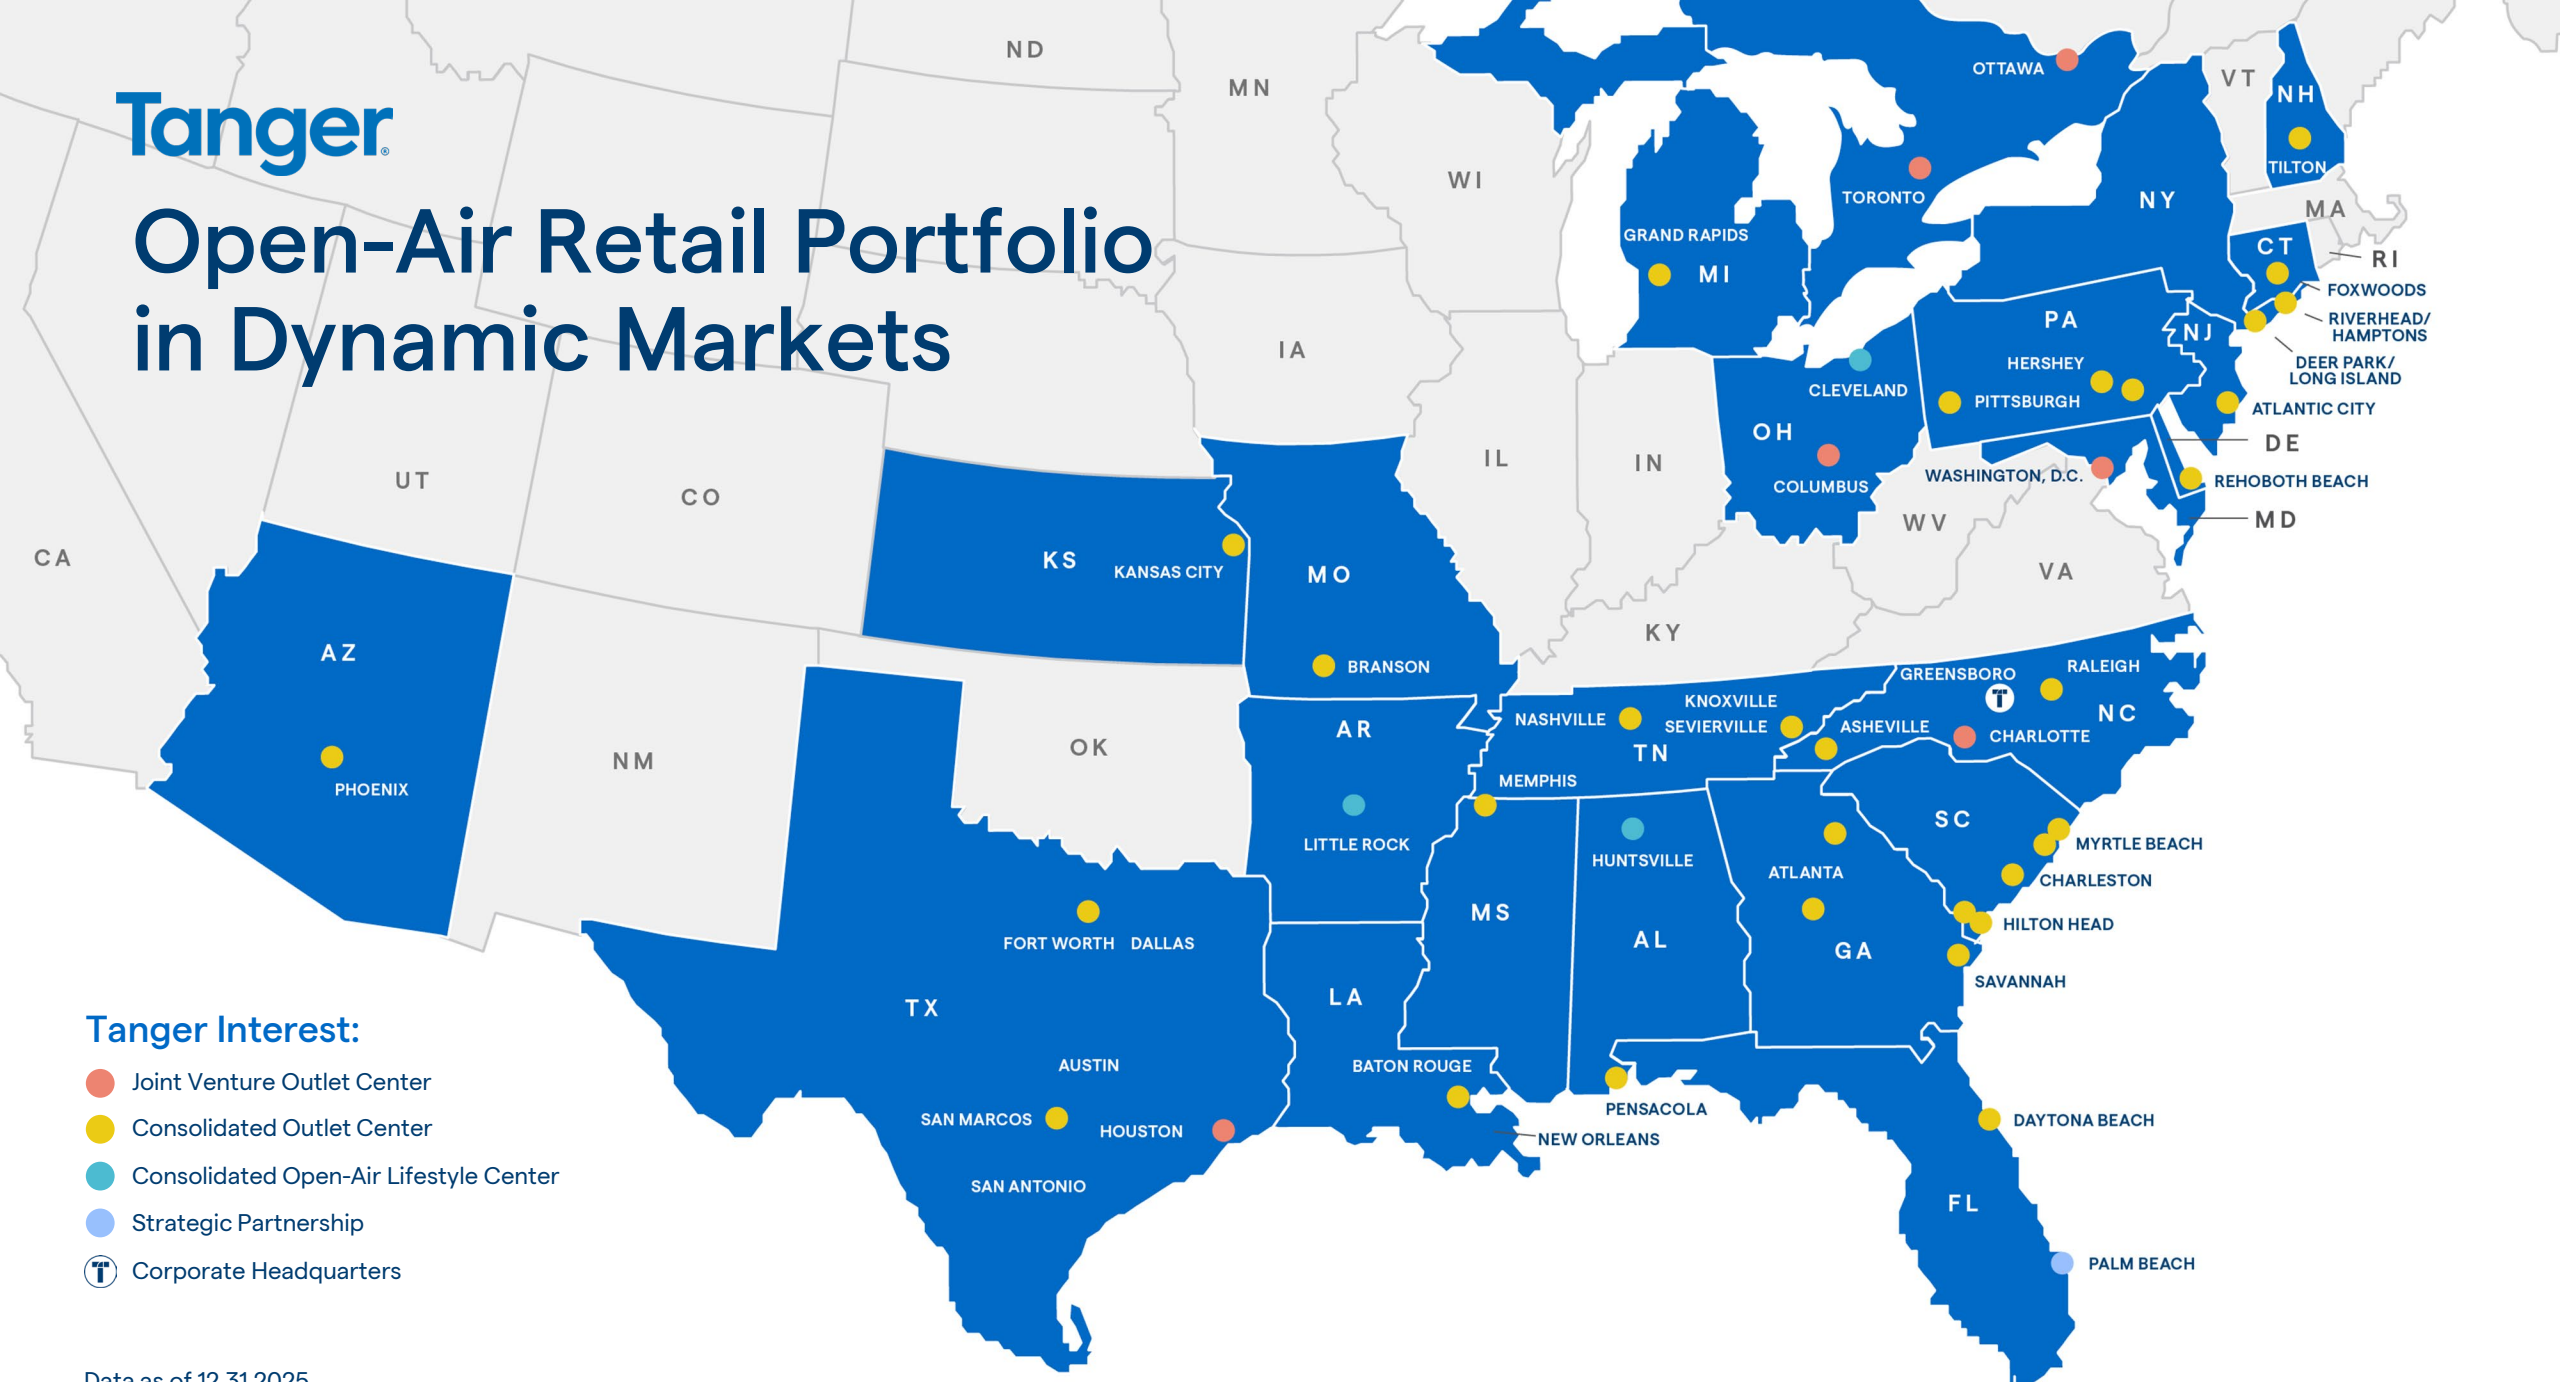 Tanger®
Open-Air Retail Portfolio
in Dynamic Markets
ND
MN
WI
IA
IL
IN
UT
CO
CA
NM
OK
KY
WV
VA
VT
MA
RI
OTTAWA
TORONTO
NH
TILTON
NY
CT
FOXWOODS
RIVERHEAD/
HAMPTONS
DEER PARK/
LONG ISLAND
GRAND RAPIDS
MI
PA
NJ
HERSHEY
PITTSBURGH
ATLANTIC CITY
CLEVELAND
OH
COLUMBUS
DE
WASHINGTON, D.C.
REHOBOTH BEACH
MD
KS
KANSAS CITY
MO
BRANSON
AZ
PHOENIX
AR
LITTLE ROCK
NASHVILLE
KNOXVILLE
SEVIERVILLE
TN
MEMPHIS
GREENSBORO
T
RALEIGH
NC
ASHEVILLE
CHARLOTTE
SC
MYRTLE BEACH
CHARLESTON
HILTON HEAD
SAVANNAH
HUNTSVILLE
ATLANTA
MS
AL
GA
FORT WORTH DALLAS
TX
LA
AUSTIN
SAN MARCOS
HOUSTON
SAN ANTONIO
BATON ROUGE
NEW ORLEANS
PENSACOLA
DAYTONA BEACH
FL
PALM BEACH
Tanger Interest:
Joint Venture Outlet Center
Consolidated Outlet Center
Consolidated Open-Air Lifestyle Center
Strategic Partnership
T Corporate Headquarters
Data as of 12.31.2025